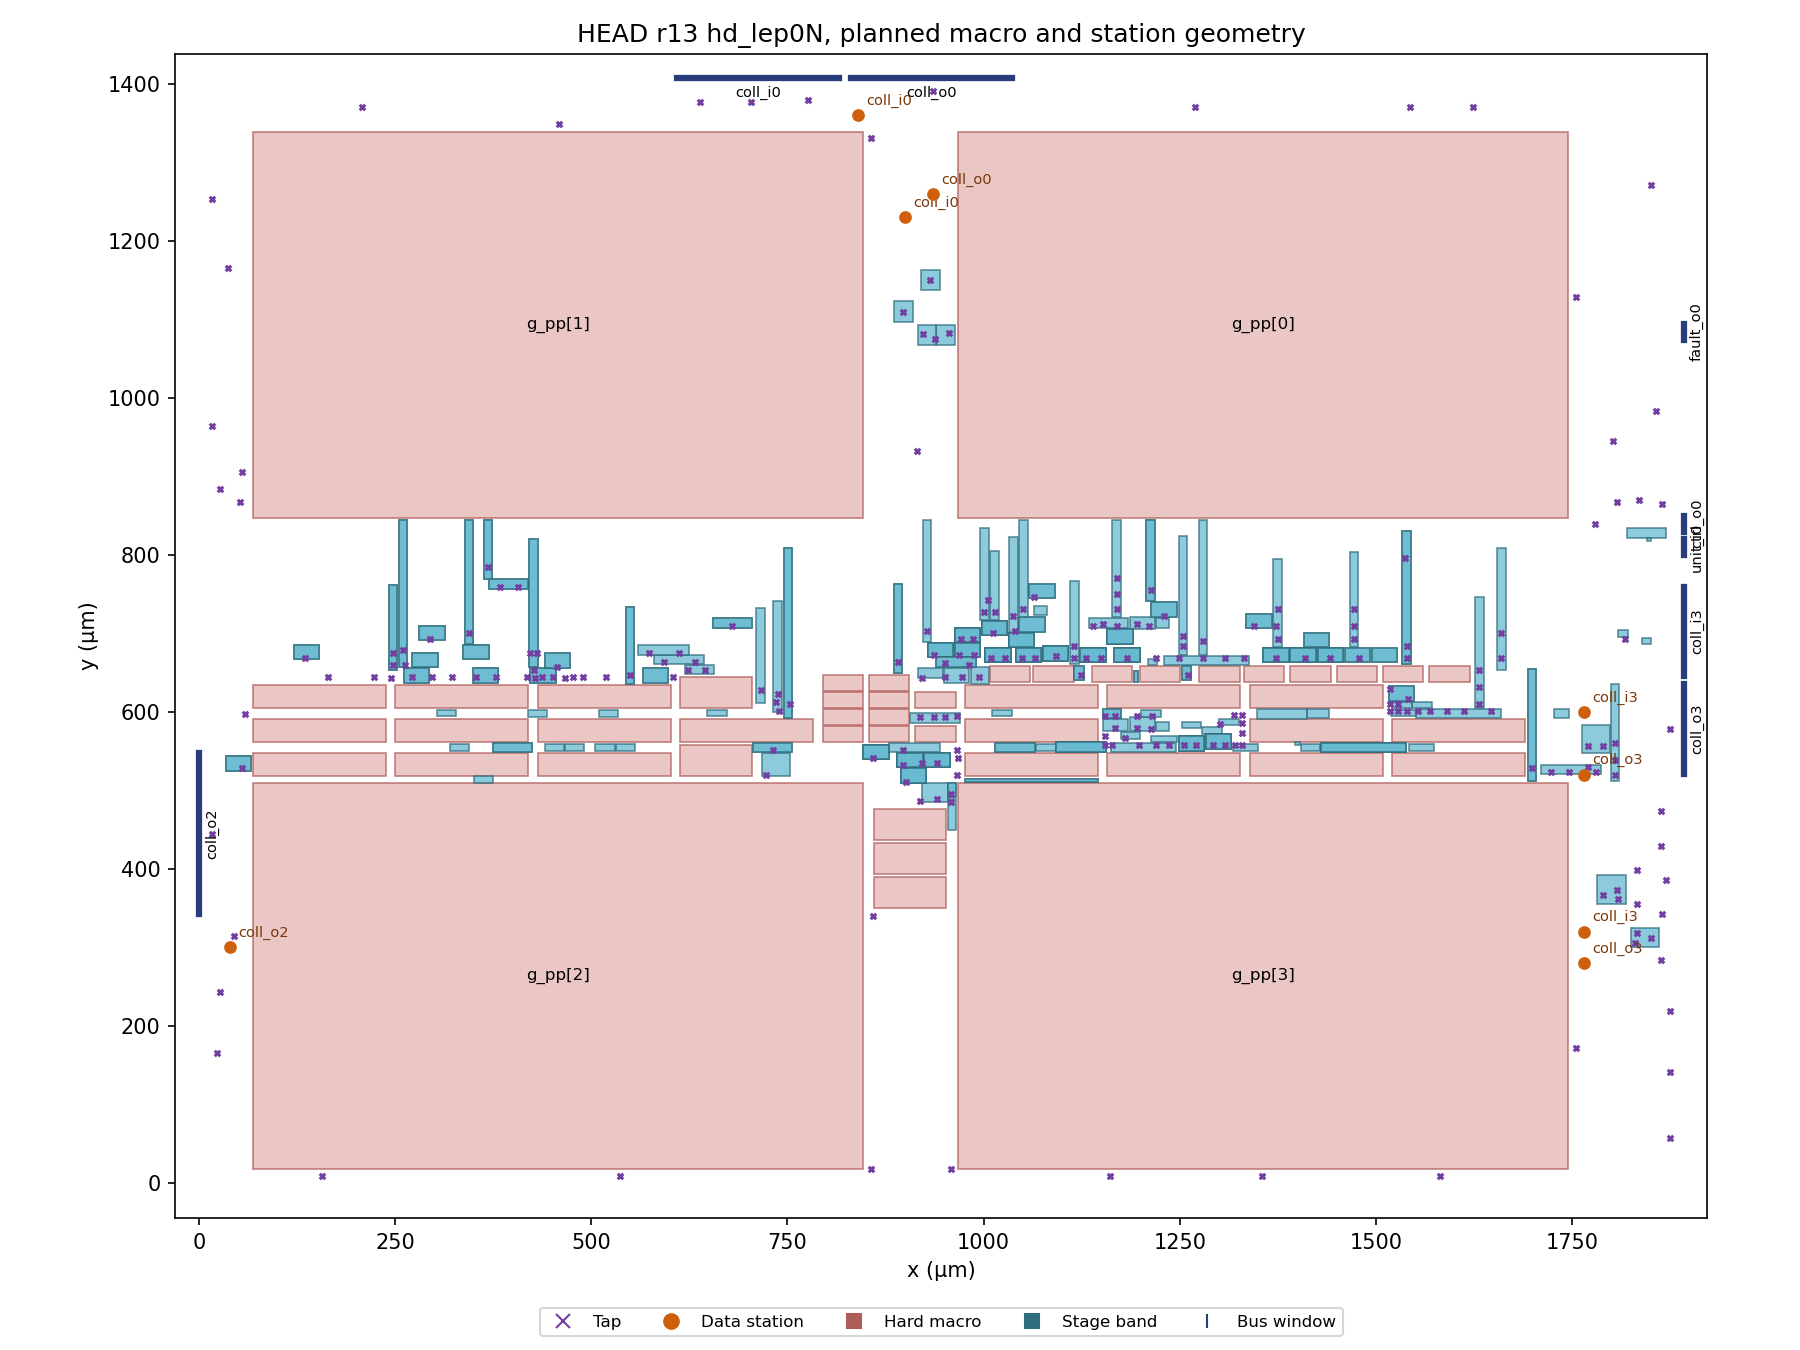 HEAD r13 hd_lep0N, planned macro and station geometry
1400
1200
1000
800
600
400
200
0
y (μm)
coll_i0
coll_o0
coll_i0
coll_o0
coll_i0
g_pp[1]
g_pp[0]
fault_o0
coll_i3
coll_i3
coll_o3
coll_o3
coll_o2
coll_o2
coll_i3
coll_o3
g_pp[2]
g_pp[3]
0
250
500
750
1000
1250
1500
1750
x (μm)
Tap
Data station
Hard macro
Stage band
Bus window